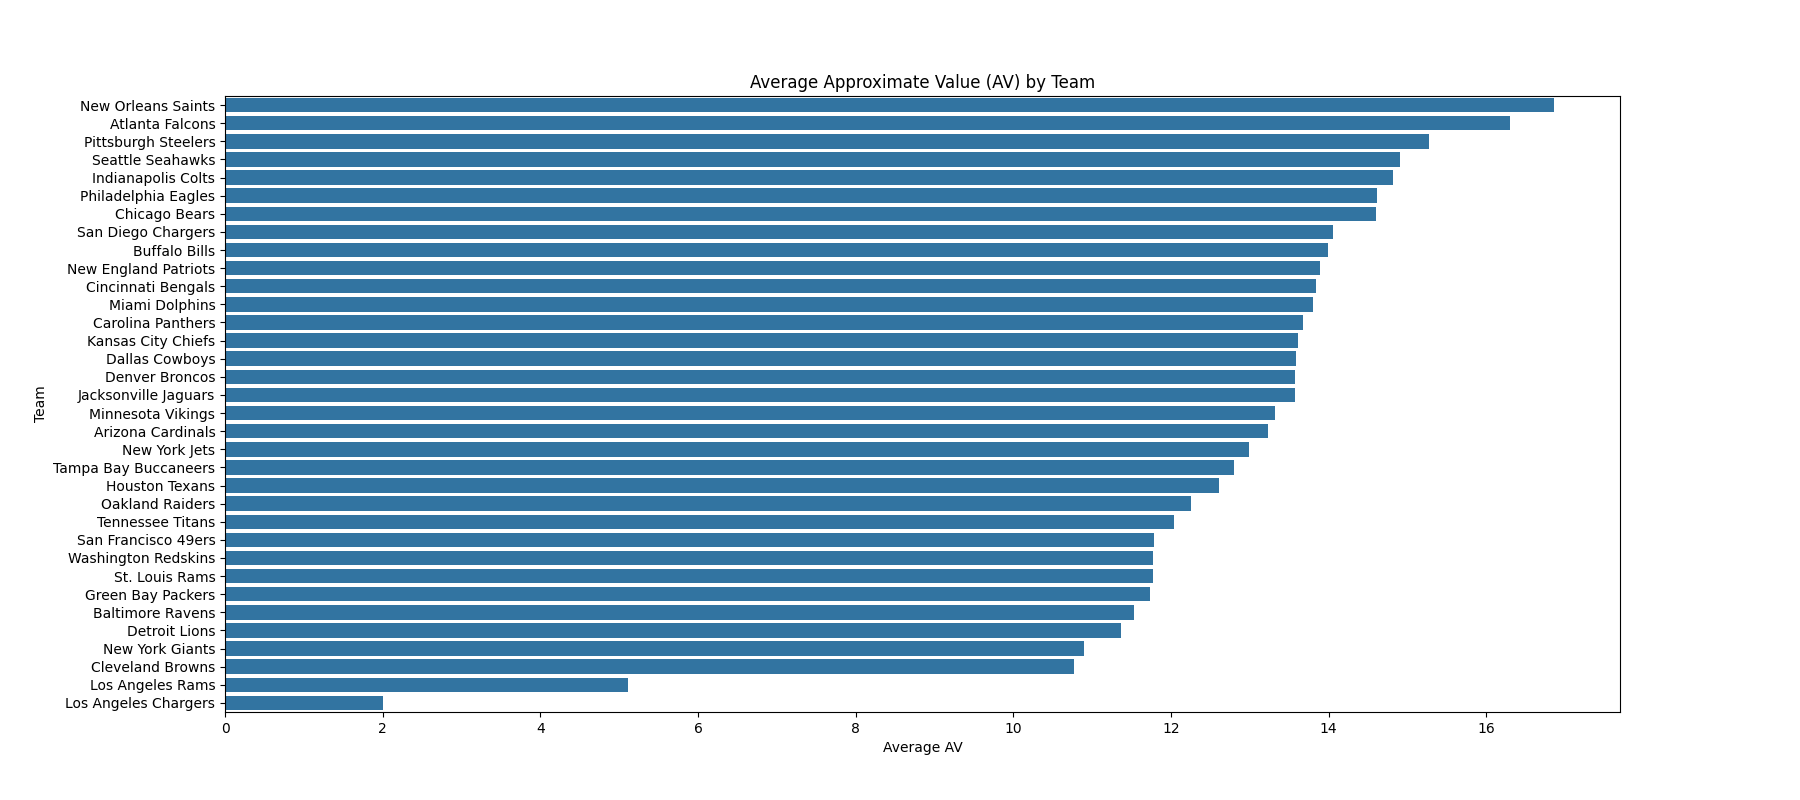 Average Approximate Value (AV) by Team
New Orleans Saints
Atlanta Falcons
Pittsburgh Steelers
Seattle Seahawks
Indianapolis Colts
Philadelphia Eagles
Chicago Bears
San Diego Chargers
Buffalo Bills
New England Patriots
Cincinnati Bengals
Miami Dolphins
Carolina Panthers
Kansas City Chiefs
Dallas Cowboys
Denver Broncos
Jacksonville Jaguars
Minnesota Vikings
Arizona Cardinals
New York Jets
Tampa Bay Buccaneers
Houston Texans
Oakland Raiders
Tennessee Titans
San Francisco 49ers
Washington Redskins
St. Louis Rams
Green Bay Packers
Baltimore Ravens
Detroit Lions
New York Giants
Cleveland Browns
Los Angeles Rams
Los Angeles Chargers
Team
0 2 4 6 8 10 12 14 16
Average AV